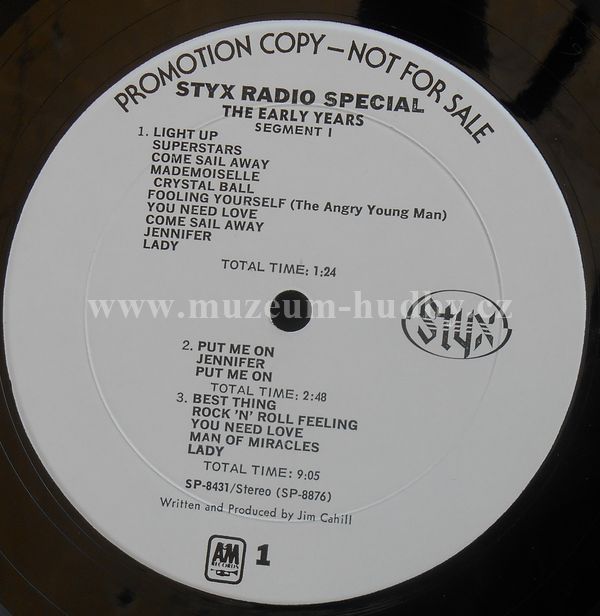 PROMOTION COPY—NOT FOR SALE
STYX RADIO SPECIAL
THE EARLY YEARS
SEGMENT I
1. LIGHT UP
SUPERSTARS
COME SAIL AWAY
MADEMOISELLE
CRYSTAL BALL
FOOLING YOURSELF (The Angry Young Man)
YOU NEED LOVE
COME SAIL AWAY
JENNIFER
LADY
TOTAL TIME: 1:24
www.muzeum-hudby.cz
Styx
2. PUT ME ON
JENNIFER
PUT ME ON
TOTAL TIME: 2:48
3. BEST THING
ROCK 'N' ROLL FEELING
YOU NEED LOVE
MAN OF MIRACLES
LADY
TOTAL TIME: 9:05
SP-8431/Stereo (SP-8876)
Written and Produced by Jim Cahill
A&M
RECORDS
1